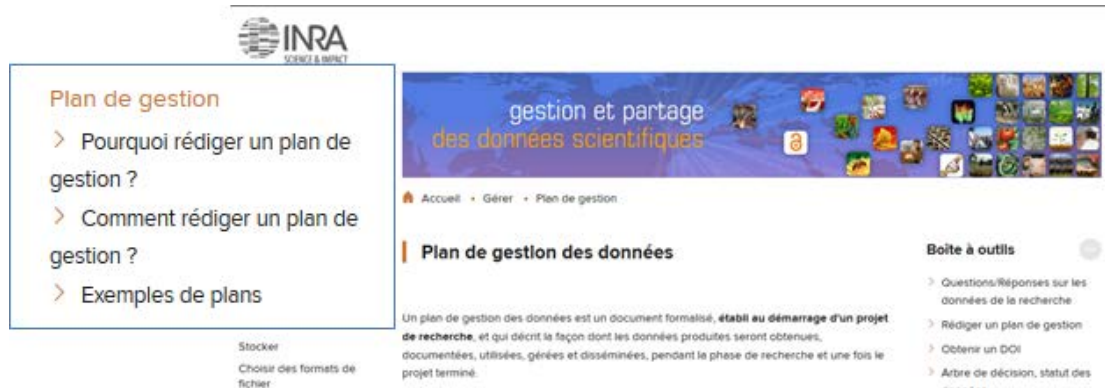 INRA
SCIENCE & IMPACT
Plan de gestion
> Pourquoi rédiger un plan de
gestion ?
> Comment rédiger un plan de
gestion ?
> Exemples de plans
Stocker
Choisir des formats de
fichier
gestion et partage
des données scientifiques
Accueil • Gérer • Plan de gestion
Plan de gestion des données
Un plan de gestion des données est un document formalisé, établi au démarrage d'un projet
de recherche, et qui décrit la façon dont les données produites seront obtenues,
documentées, utilisées, gérées et disséminées, pendant la phase de recherche et une fois le
projet terminé.
Boîte à outils
> Questions/Réponses sur les
données de la recherche
> Rédiger un plan de gestion
> Obtenir un DOI
> Arbre de décision, statut des